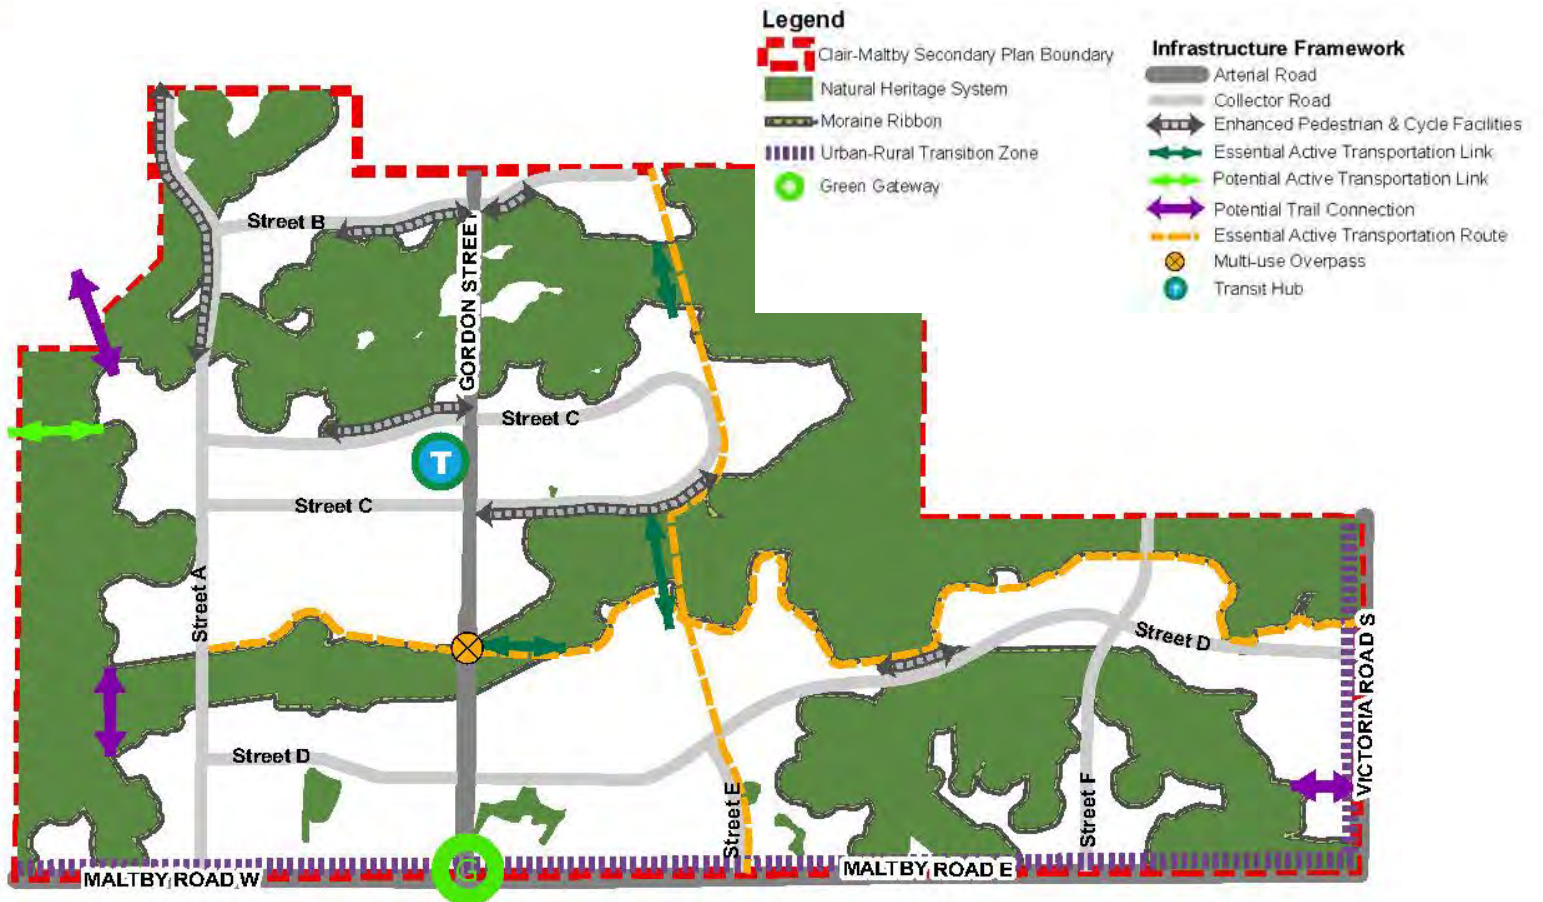 Legend
Clair-Maltby Secondary Plan Boundary
Natural Heritage System
Moraine Ribbon
Urban-Rural Transition Zone
Green Gateway
Infrastructure Framework
Arterial Road
Collector Road
Enhanced Pedestrian & Cycle Facilities
Essential Active Transportation Link
Potential Active Transportation Link
Potential Trail Connection
Essential Active Transportation Route
Multi-use Overpass
T
Transit Hub
Street B
GORDON STREET
Street C
T
Street C
Street A
Street D
Street D
Street E
Street F
VICTORIA ROAD S
G
MALTBY ROAD W
MALTBY ROAD E